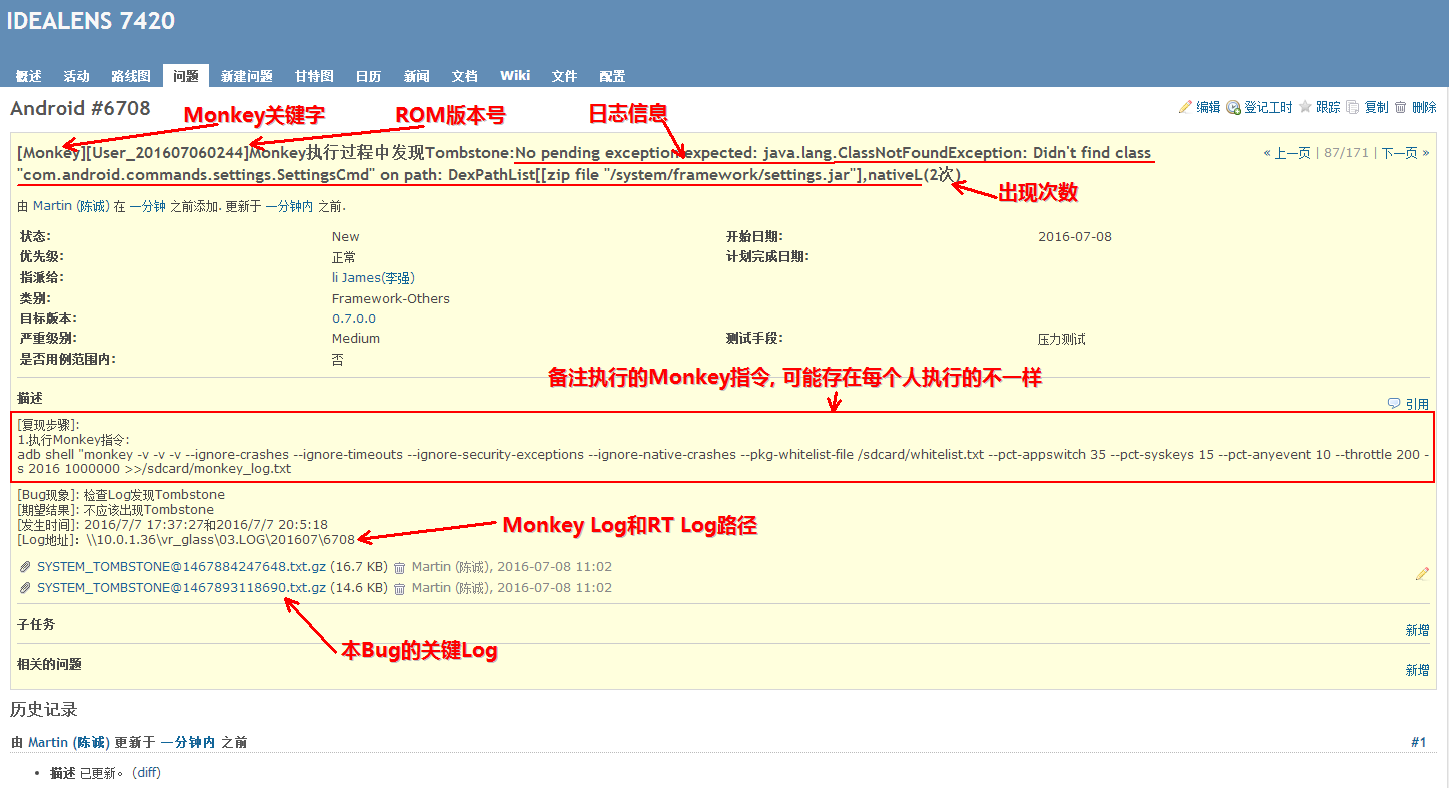 IDEALENS 7420
概述 活动 路线图 问题 新建问题 甘特图 日历 新闻 文档 Wiki 文件 配置
Android #6708
编辑 登记工时 跟踪 复制 删除
Monkey关键字 ROM版本号 日志信息
[Monkey][User_201607060244]Monkey执行过程中发现Tombstone:No pending exception expected: java.lang.ClassNotFoundException: Didn't find class
« 上一页 | 87/171 | 下一页 »
"com.android.commands.settings.SettingsCmd" on path: DexPathList[[zip file "/system/framework/settings.jar"],nativeL(2次)
出现次数
由 Martin (陈诚) 在 一分钟 之前添加. 更新于 一分钟内 之前.
状态: New 开始日期: 2016-07-08
优先级: 正常 计划完成日期:
指派给: li James(李强)
类别: Framework-Others
目标版本: 0.7.0.0
严重级别: Medium 测试手段: 压力测试
是否用例范围内: 否
备注执行的Monkey指令, 可能存在每个人执行的不一样
描述
引用
[复现步骤]:
1.执行Monkey指令:
adb shell "monkey -v -v -v --ignore-crashes --ignore-timeouts --ignore-security-exceptions --ignore-native-crashes --pkg-whitelist-file /sdcard/whitelist.txt --pct-appswitch 35 --pct-syskeys 15 --pct-anyevent 10 --throttle 200 -
s 2016 1000000 >>/sdcard/monkey_log.txt
[Bug现象]: 检查Log发现Tombstone
[期望结果]: 不应该出现Tombstone
[发生时间]: 2016/7/7 17:37:27和2016/7/7 20:5:18
[Log地址]: \\10.0.1.36\vr_glass\03.LOG\201607\6708
Monkey Log和RT Log路径
SYSTEM_TOMBSTONE@1467884247648.txt.gz (16.7 KB) Martin (陈诚), 2016-07-08 11:02
SYSTEM_TOMBSTONE@1467893118690.txt.gz (14.6 KB) Martin (陈诚), 2016-07-08 11:02
子任务
新增
本Bug的关键Log
相关的问题
新增
历史记录
由 Martin (陈诚) 更新于 一分钟内 之前
#1
• 描述 已更新。 (diff)